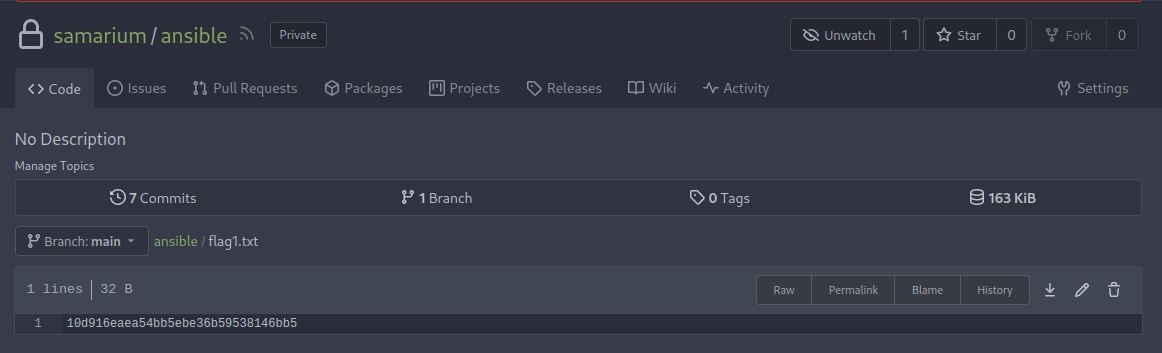 samarium / ansible Private Unwatch 1 Star 0 Fork 0
Code Issues Pull Requests Packages Projects Releases Wiki Activity Settings
No Description
Manage Topics
7 Commits 1 Branch 0 Tags 163 KiB
Branch: main ansible / flag1.txt
1 lines 32 B Raw Permalink Blame History
1 10d916eaea54bb5ebe36b59538146bb5